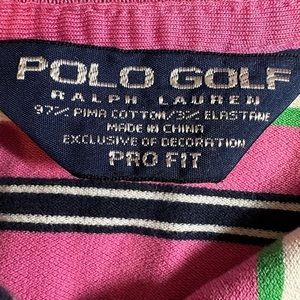 POLO GOLF
RALPH LAUREN
97% PIMA COTTON/3% ELASTANE
MADE IN CHINA
EXCLUSIVE OF DECORATION
PRO FIT